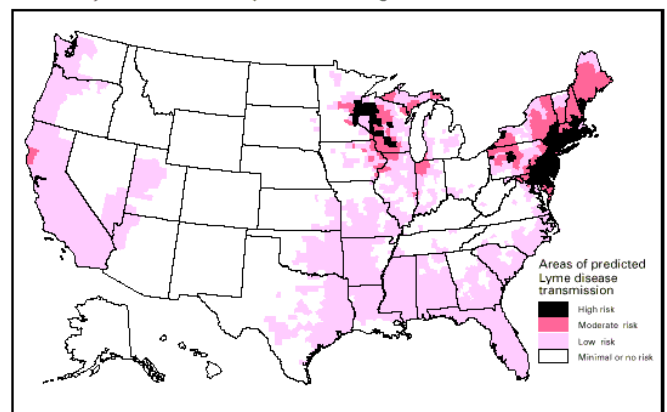 Areas of predicted
Lyme disease
transmission
High risk
Moderate risk
Low risk
Minimal or no risk